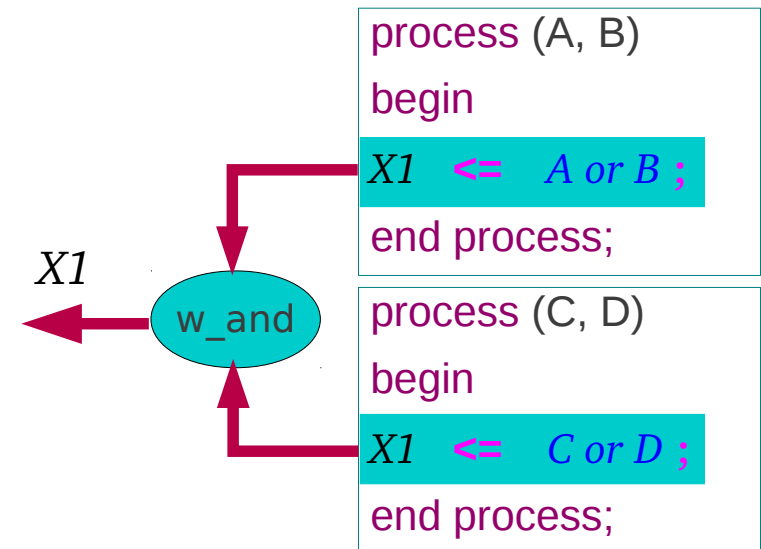 process (A, B)
begin
X1 <= A or B ;
end process;
X1
w_and
process (C, D)
begin
X1 <= C or D ;
end process;